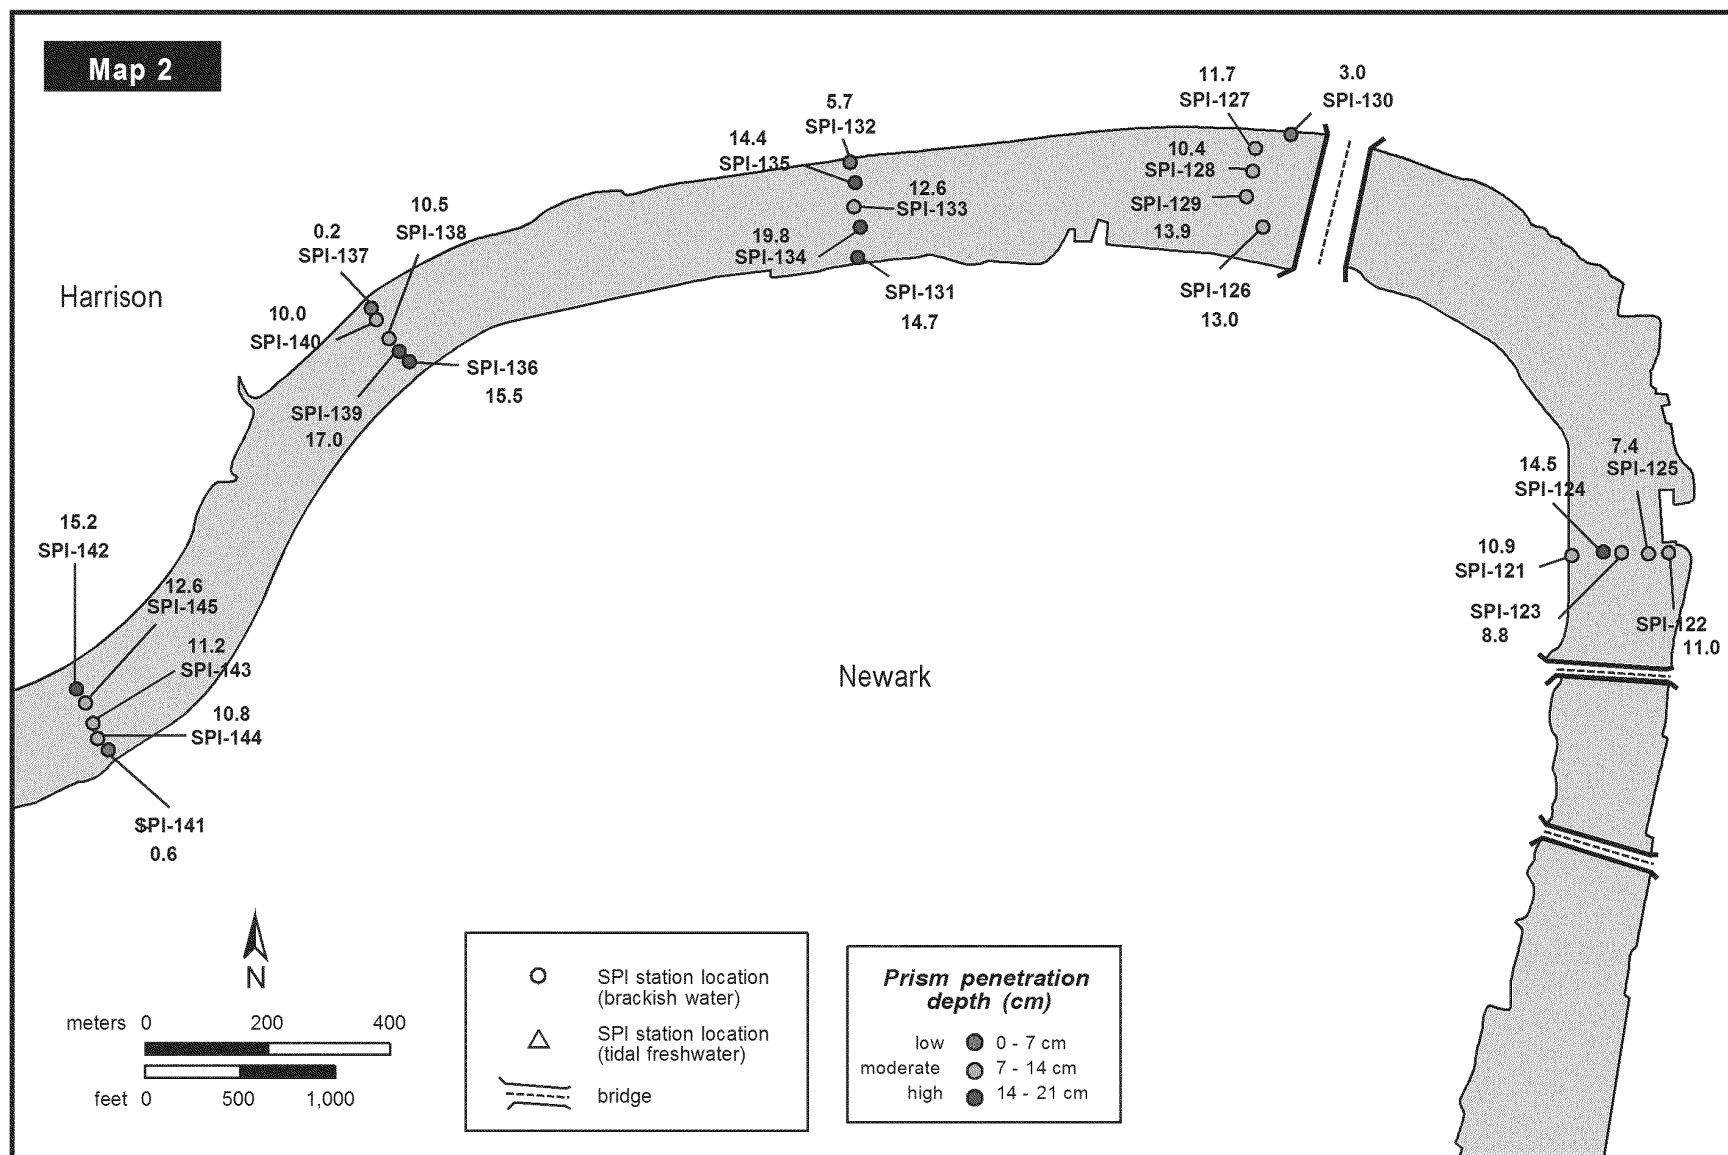 Map 2
11.7
SPI-127
3.0
SPI-130
5.7
SPI-132
14.4
SPI-135
10.4
SPI-128
12.6
SPI-133
SPI-129
13.9
19.8
SPI-134
SPI-131
14.7
SPI-126
13.0
10.5
SPI-138
0.2
SPI-137
Harrison
10.0
SPI-140
SPI-136
15.5
SPI-139
17.0
7.4
SPI-125
14.5
SPI-124
10.9
SPI-121
SPI-123
8.8
SPI-122
11.0
15.2
SPI-142
12.6
SPI-145
11.2
SPI-143
10.8
SPI-144
$PI-141
0.6
Newark
N
meters 0 200 400
feet 0 500 1,000
SPI station location
(brackish water)
SPI station location
(tidal freshwater)
bridge
Prism penetration
depth (cm)
low 0 - 7 cm
moderate 7 - 14 cm
high 14 - 21 cm